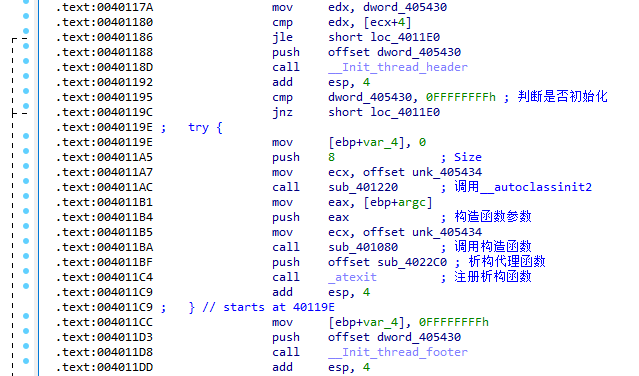 .text:0040117A mov edx, dword_405430
.text:00401180 cmp edx, [ecx+4]
.text:00401186 jle short loc_4011E0
.text:00401188 push offset dword_405430
.text:0040118D call __Init_thread_header
.text:00401192 add esp, 4
.text:00401195 cmp dword_405430, 0FFFFFFFFh ; 判断是否初始化
.text:0040119C jnz short loc_4011E0
.text:0040119E ; try {
.text:0040119E mov [ebp+var_4], 0
.text:004011A5 push 8 ; Size
.text:004011A7 mov ecx, offset unk_405434
.text:004011AC call sub_401220 ; 调用__autoclassinit2
.text:004011B1 mov eax, [ebp+argc]
.text:004011B4 push eax ; 构造函数参数
.text:004011B5 mov ecx, offset unk_405434
.text:004011BA call sub_401080 ; 调用构造函数
.text:004011BF push offset sub_4022C0 ; 析构代理函数
.text:004011C4 call _atexit ; 注册析构函数
.text:004011C9 add esp, 4
.text:004011C9 ; } // starts at 40119E
.text:004011CC mov [ebp+var_4], 0FFFFFFFFh
.text:004011D3 push offset dword_405430
.text:004011D8 call __Init_thread_footer
.text:004011DD add esp, 4